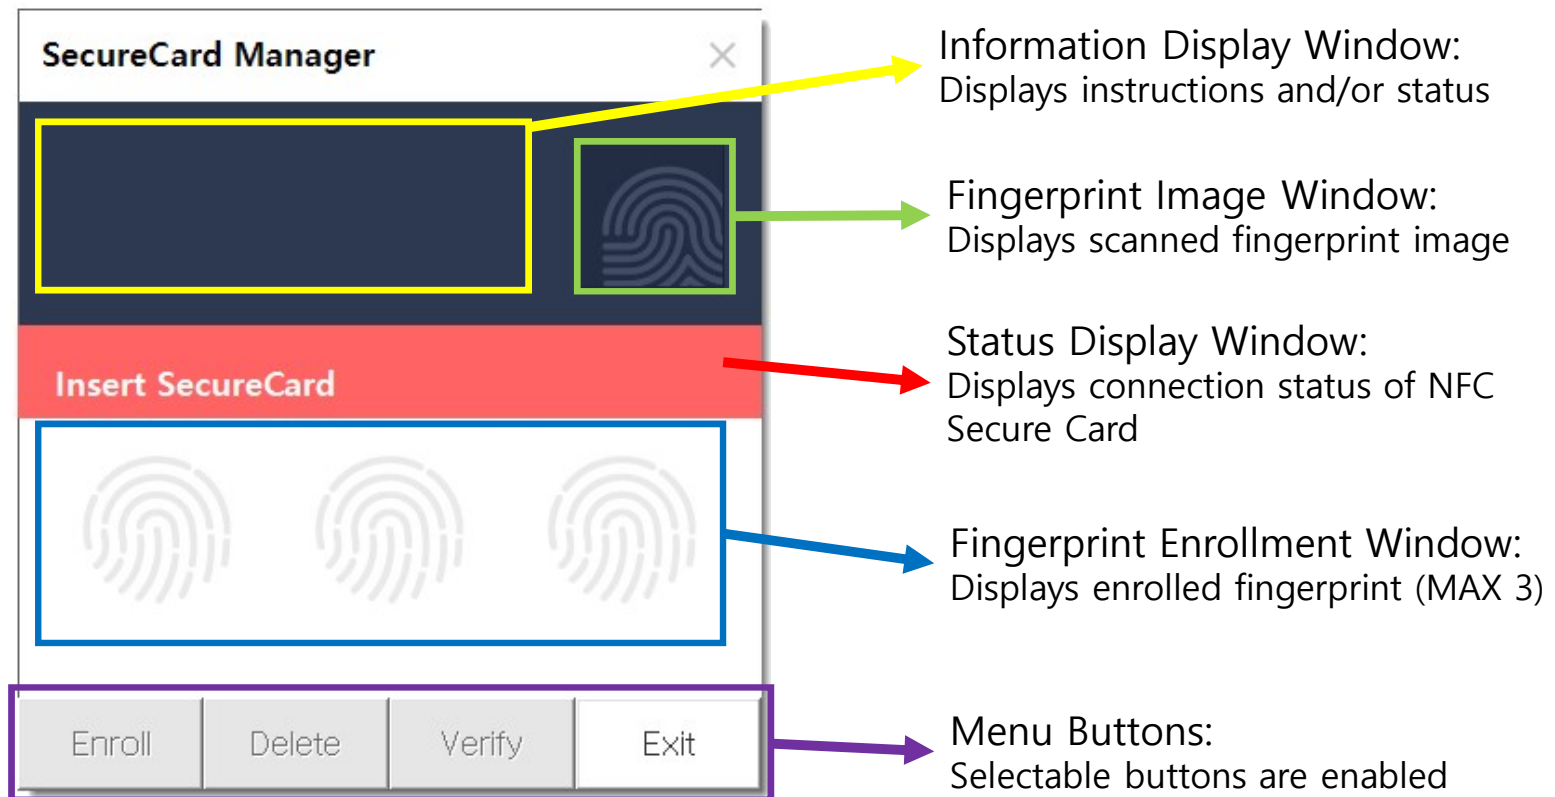 SecureCard Manager
Information Display Window:
Displays instructions and/or status
Fingerprint Image Window:
Displays scanned fingerprint image
Insert SecureCard
Status Display Window:
Displays connection status of NFC
Secure Card
Fingerprint Enrollment Window:
Displays enrolled fingerprint (MAX 3)
Enroll Delete Verify Exit
Menu Buttons:
Selectable buttons are enabled